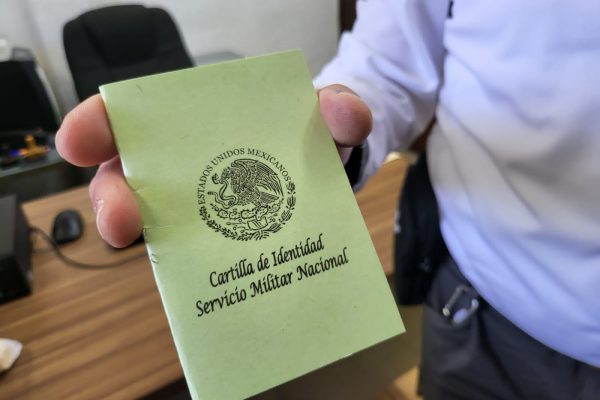 ESTADOS UNIDOS MEXICANOS
Cartilla de Identidad
Servicio Militar Nacional